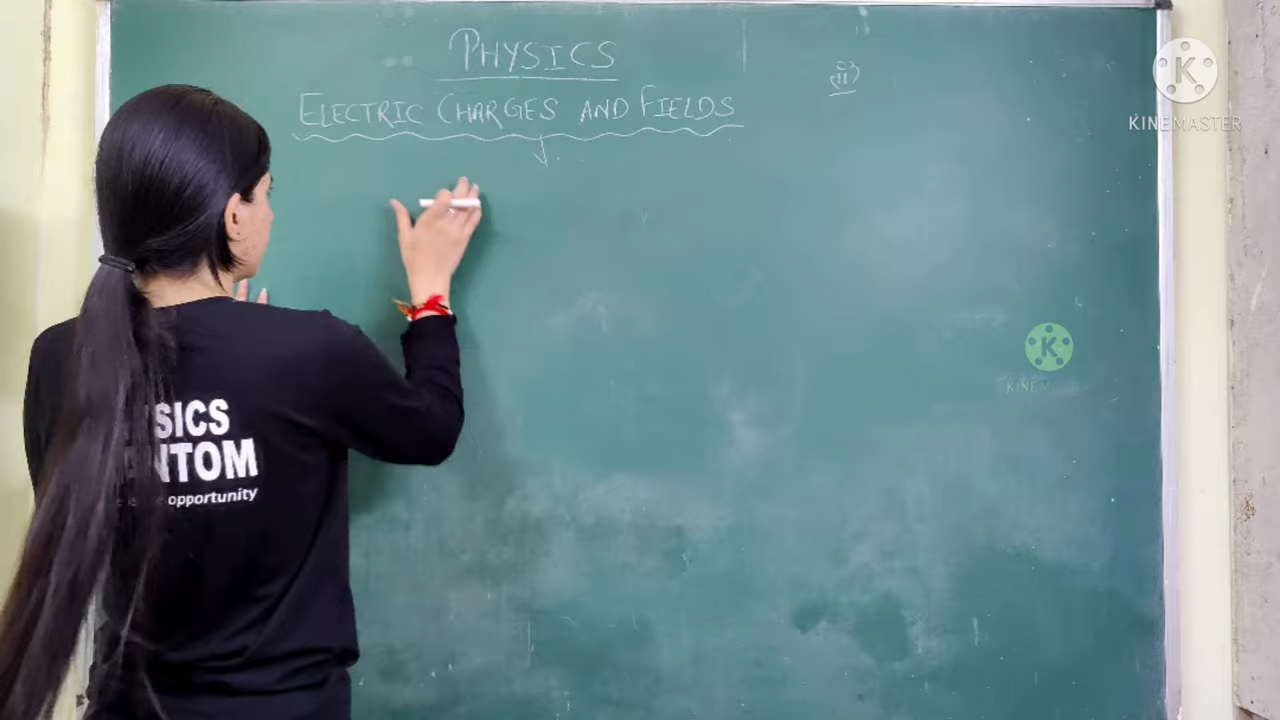 PHYSICS
ELECTRIC CHARGES AND FIELDS
K
KINEMASTER
K
SICS
NTOM
opportunity